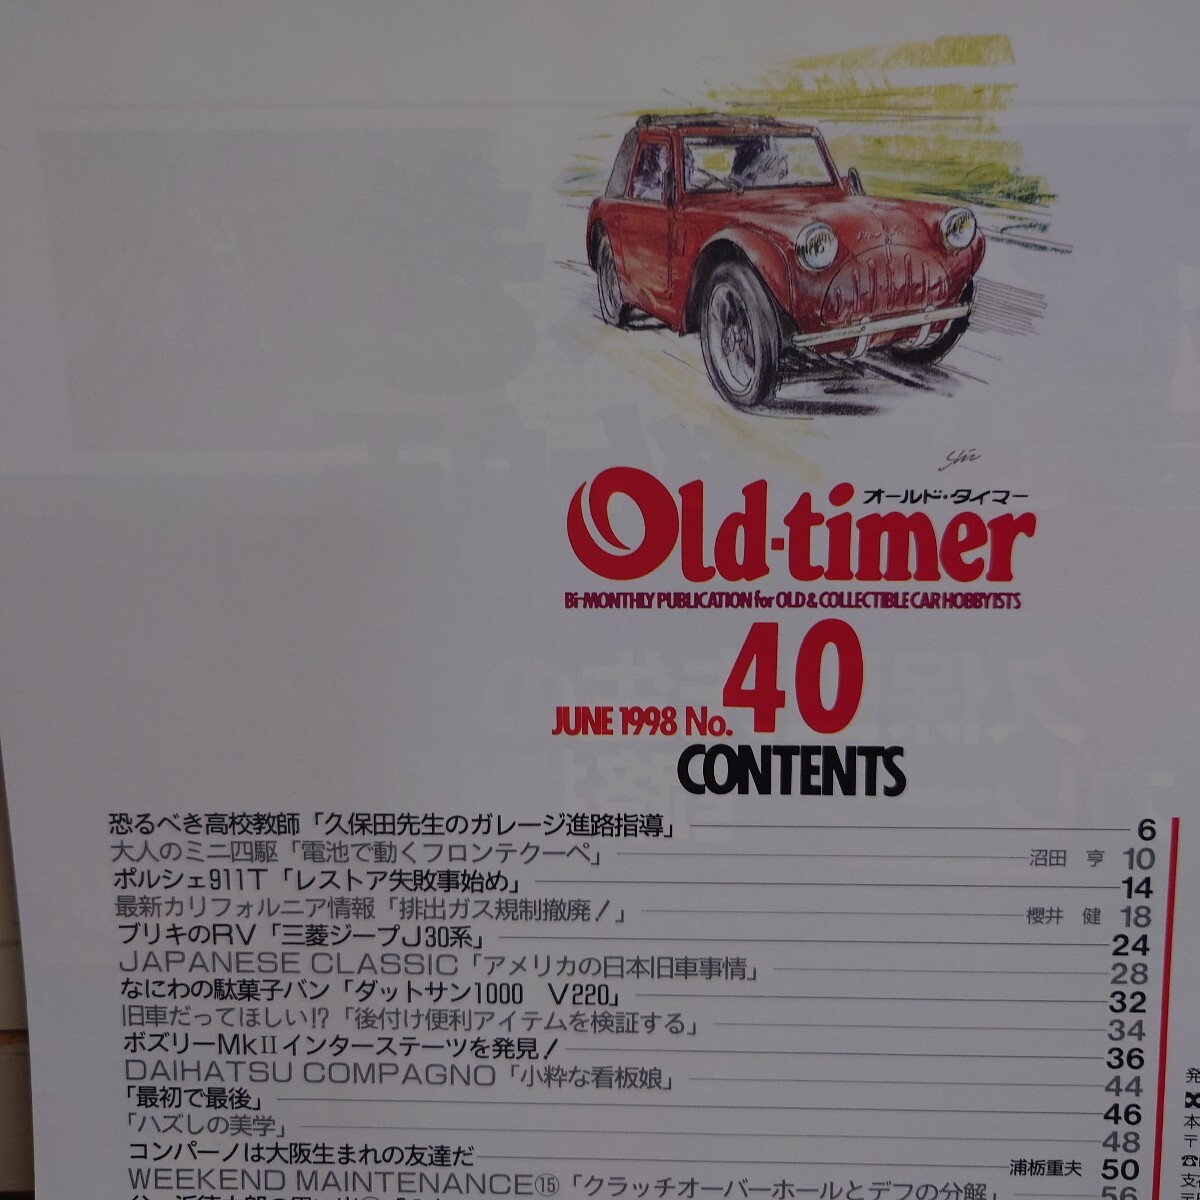 オールド・タイマー
Old-timer
Bi-MONTHLY PUBLICATION for OLD & COLLECTIBLE CAR HOBBYISTS
JUNE 1998 No. 40
CONTENTS
恐るべき高校教師「久保田先生のガレージ進路指導」 6
大人のミニ四駆「電池で動くフロンテクーペ」 沼田 亨 10
ポルシェ911T「レストア失敗事始め」 14
最新カリフォルニア情報「排出ガス規制撤廃！」 櫻井 健 18
ブリキのRV「三菱ジープJ30系」 24
JAPANESE CLASSIC「アメリカの日本旧車事情」 28
なにわの駄菓子バン「ダットサン1000 V220」 32
旧車だってほしい!?「後付け便利アイテムを検証する」 34
ボズリーMkIIインターステーツを発見！ 36
DAIHATSU COMPAGNO「小粋な看板娘」 44
「最初で最後」 46
「ハズしの美学」 48
コンパーノは大阪生まれの友達だ 浦栃重夫 50
WEEKEND MAINTENANCE⑮「クラッチオーバーホールとデフの分解」 56
発
本
〒
☎
支